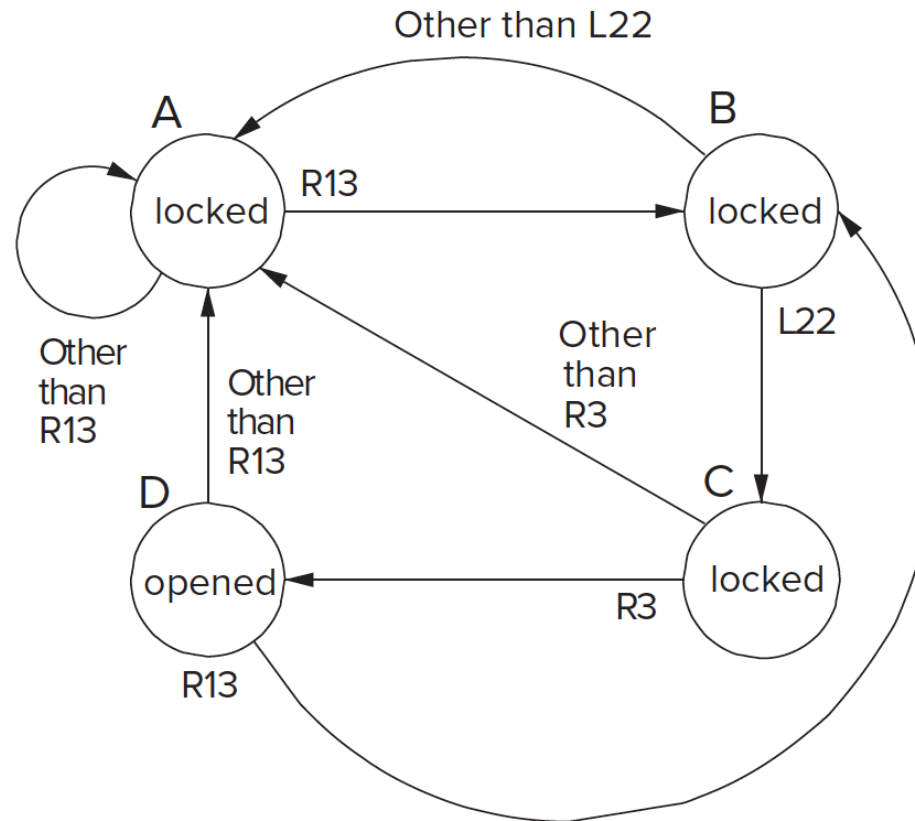 Other than L22
A
B
R13
locked
locked
L22
Other
than
R13
Other
than
R13
Other
than
R3
C
D
opened
locked
R3
R13